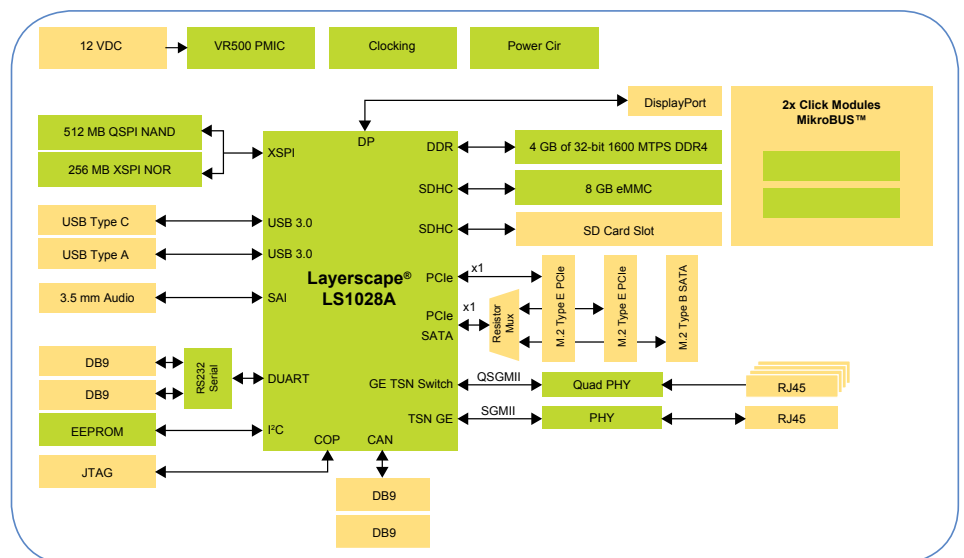 12 VDC
VR500 PMIC
Clocking
Power Cir
DisplayPort
2x Click Modules
MikroBUS™
512 MB QSPI NAND
256 MB XSPI NOR
XSPI
DP
DDR
4 GB of 32-bit 1600 MTPS DDR4
SDHC
8 GB eMMC
USB Type C
USB 3.0
SDHC
SD Card Slot
USB Type A
USB 3.0
Layerscape®
LS1028A
3.5 mm Audio
SAI
PCIe
x1
PCIe
x1
SATA
Resistor
Mux
M.2 Type E PCIe
M.2 Type E PCIe
M.2 Type B SATA
DB9
DB9
RS232
Serial
DUART
GE TSN Switch
QSGMII
Quad PHY
RJ45
TSN GE
SGMII
PHY
RJ45
EEPROM
I²C
COP
CAN
JTAG
DB9
DB9